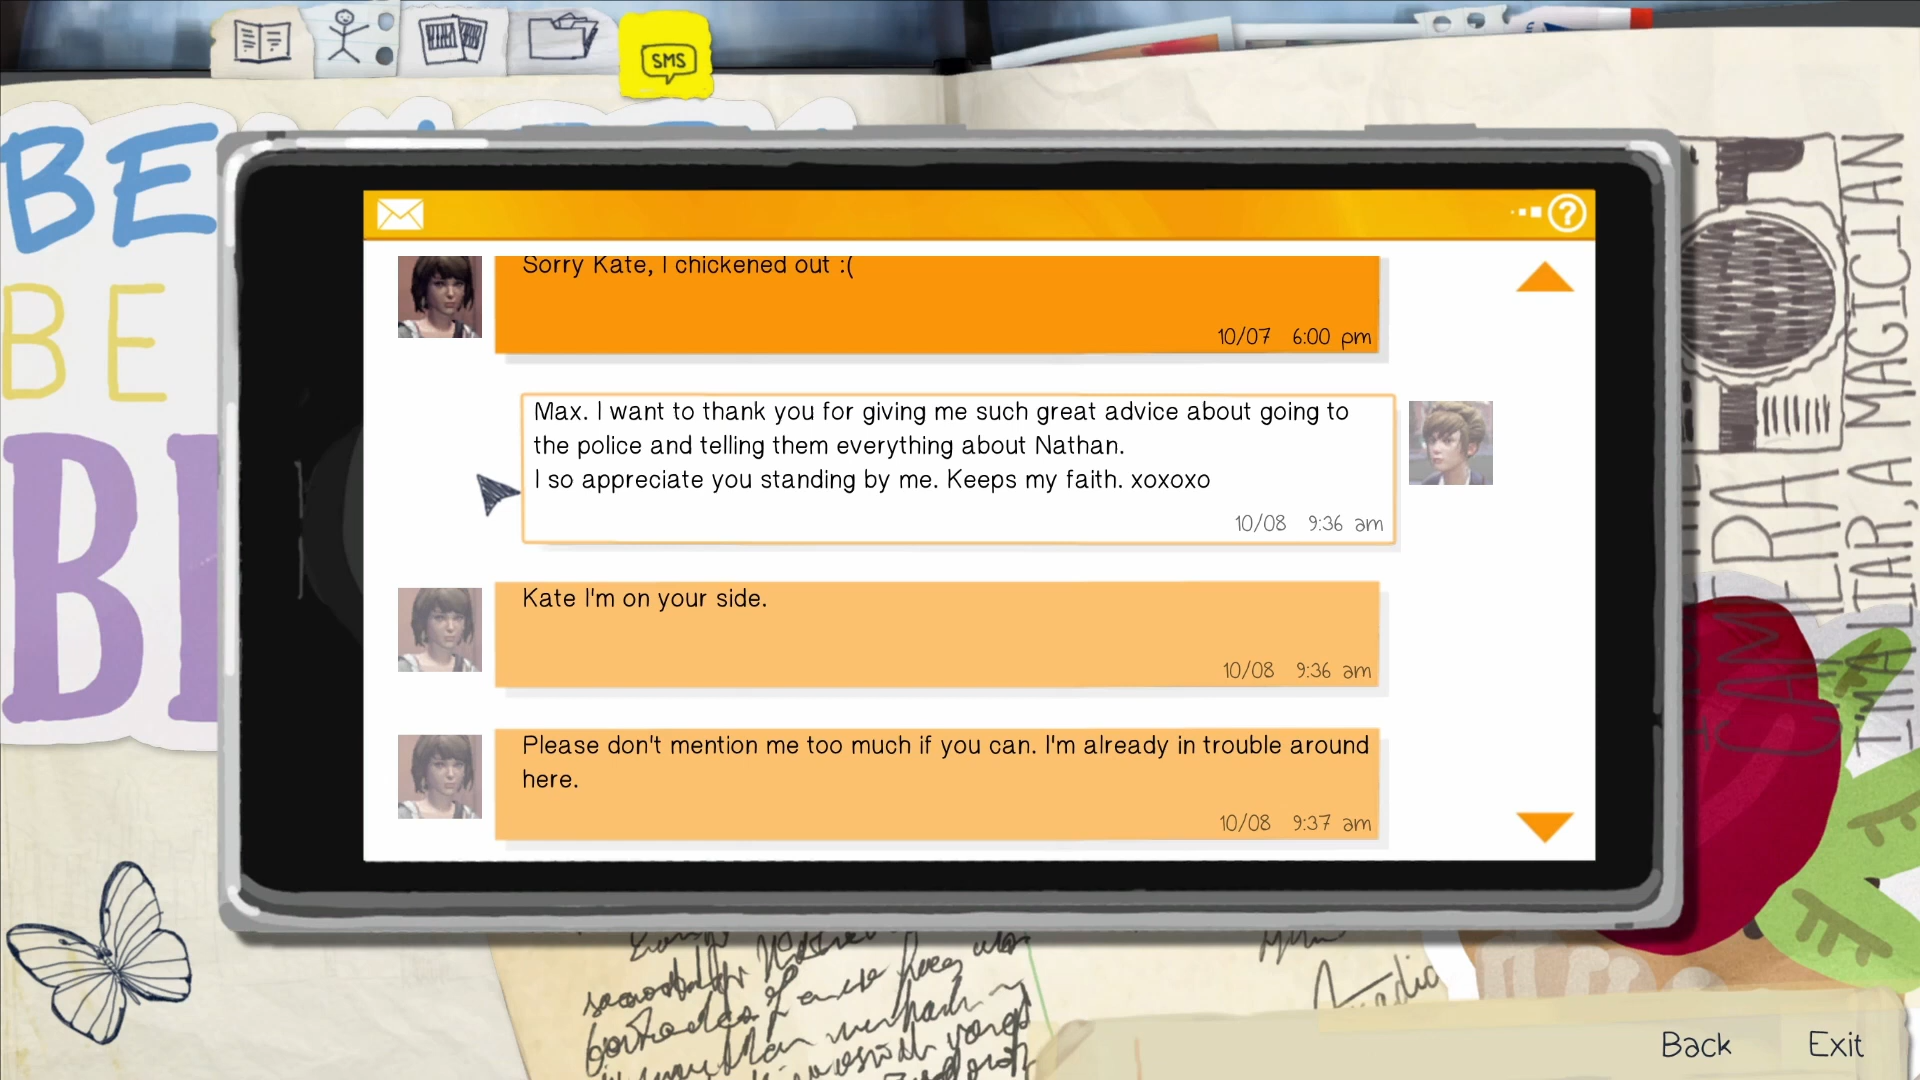 SMS
BE
BE
Sorry Kate, I chickened out :(
10/07 6:00 pm
Max. I want to thank you for giving me such great advice about going to
the police and telling them everything about Nathan.
I so appreciate you standing by me. Keeps my faith. xoxoxo
10/08 9:36 am
Kate I'm on your side.
10/08 9:36 am
Please don't mention me too much if you can. I'm already in trouble around
here.
10/08 9:37 am
CAMERA
I'M A LIAR, A MAGICIAN
Back Exit